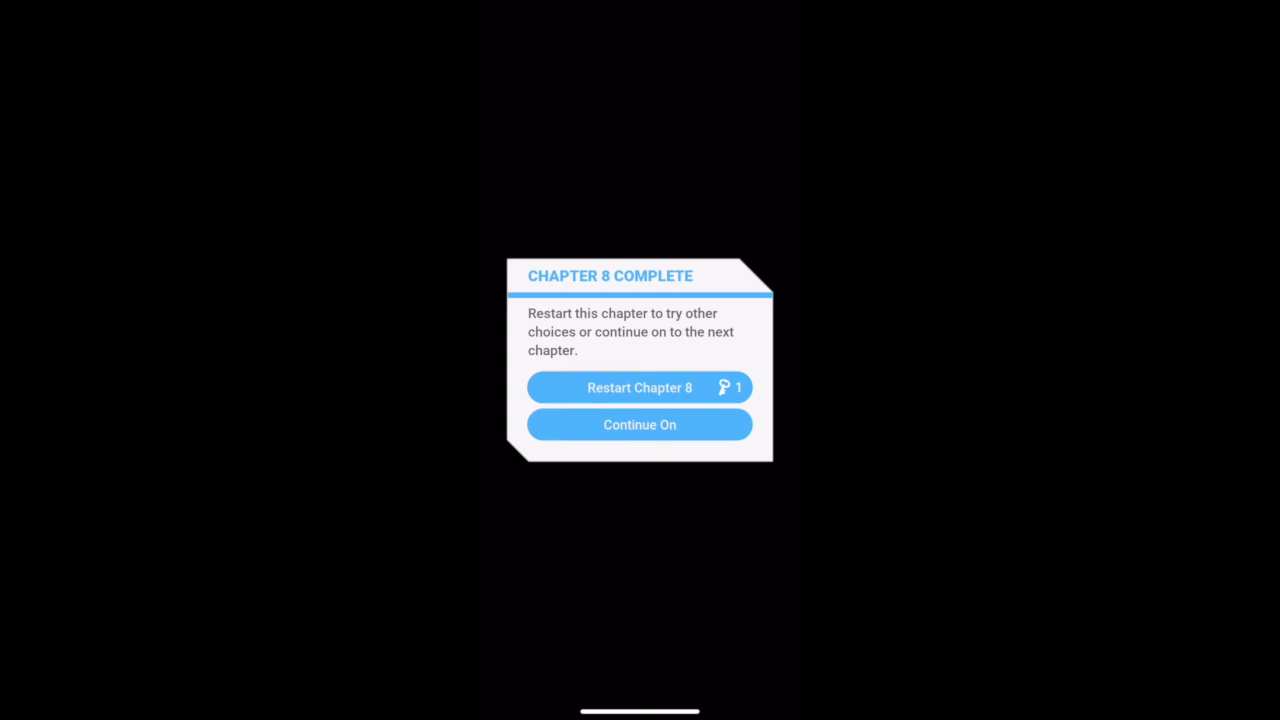 CHAPTER 8 COMPLETE
Restart this chapter to try other
choices or continue on to the next
chapter.
Restart Chapter 8 1
Continue On